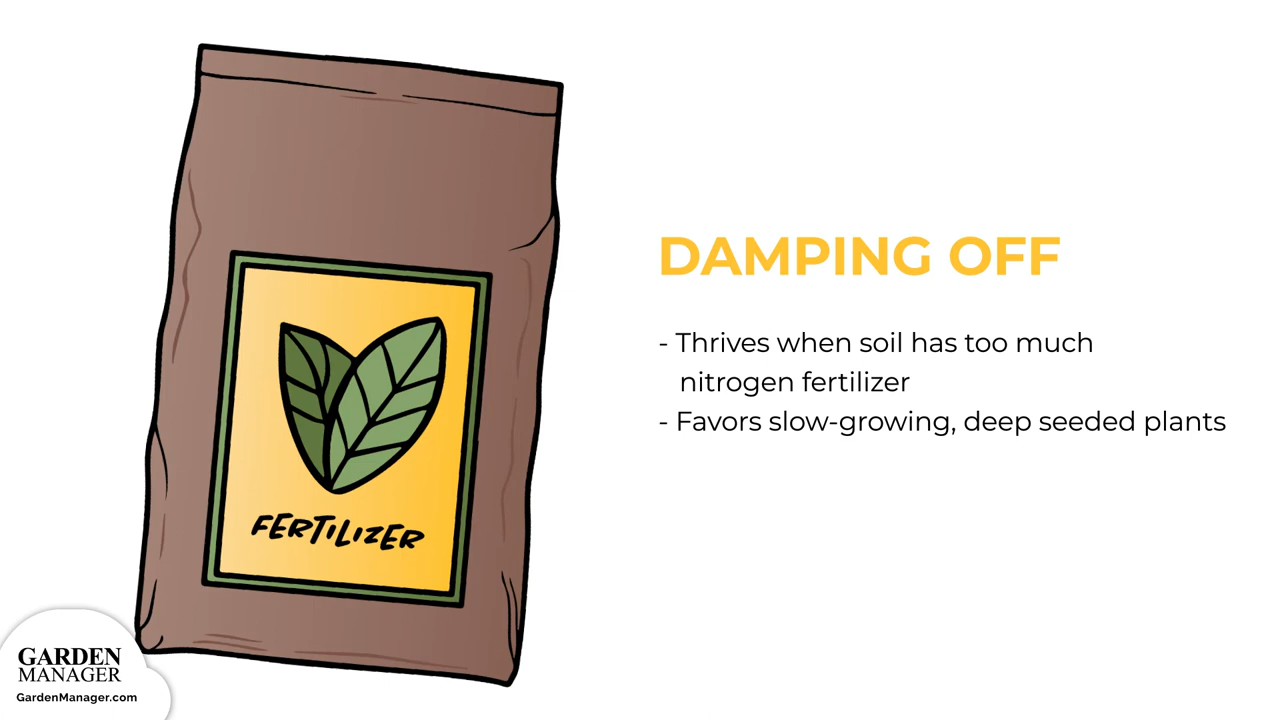 DAMPING OFF
- Thrives when soil has too much
nitrogen fertilizer
- Favors slow-growing, deep seeded plants
FERTILIZER
GARDEN
MANAGER
GardenManager.com